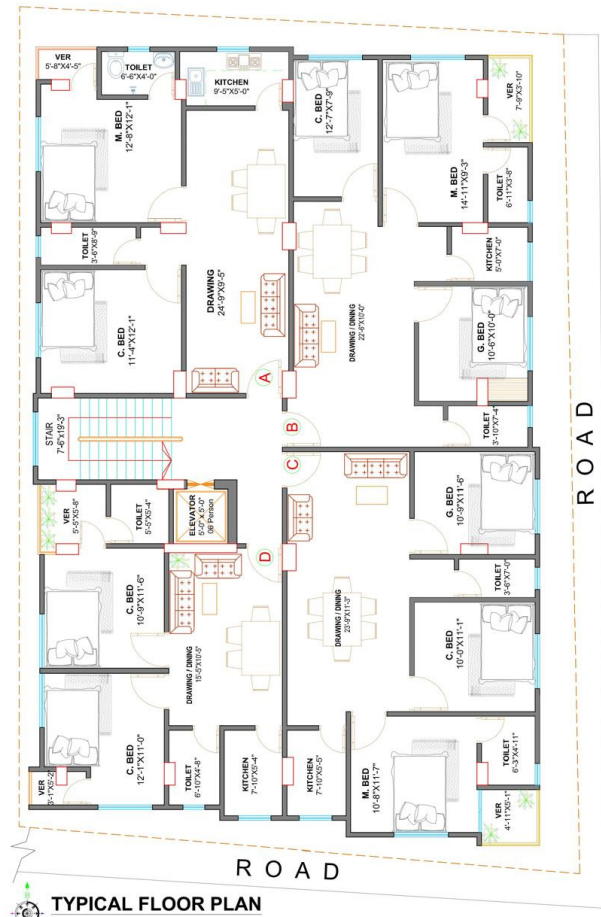 VER
5'-8"X4'-5"
TOILET
6'-6"X4'-0"
KITCHEN
9'-5"X5'-0"
M. BED
12'-8"X12'-1"
C. BED
12'-7"X7'-9"
M. BED
14'-11"X9'-3"
VER
7'-9"X3'-10"
TOILET
6'-11"X3'-8"
TOILET
3'-6"X8'-9"
DRAWING
24'-9"X9'-5"
DRAWING / DINING
22'-6"X10'-0"
KITCHEN
5'-0"X7'-0"
C. BED
11'-4"X12'-1"
G. BED
10'-6"X10'-0"
A
STAIR
7'-6"x19'-3"
B
TOILET
3'-10"X7'-4"
C
ROAD
VER
5'-5"X5'-8"
TOILET
5'-5"X5'-4"
ELEVATOR
5'-0"X5'-0"
06 Person
D
G. BED
10'-9"X11'-6"
C. BED
10'-9"X11'-6"
DRAWING / DINING
15'-5"X10'-5"
DRAWING / DINING
23'-9"X11'-3"
TOILET
3'-6"X7'-0"
C. BED
10'-0"X11'-1"
C. BED
12'-1"X11'-0"
VER
3'-1"X5'-2"
TOILET
6'-10"X4'-8"
KITCHEN
7'-10"X5'-4"
KITCHEN
7'-10"X5'-5"
M. BED
10'-8"X11'-7"
TOILET
6'-3"X4'-11"
VER
4'-11"X5'-1"
ROAD
TYPICAL FLOOR PLAN